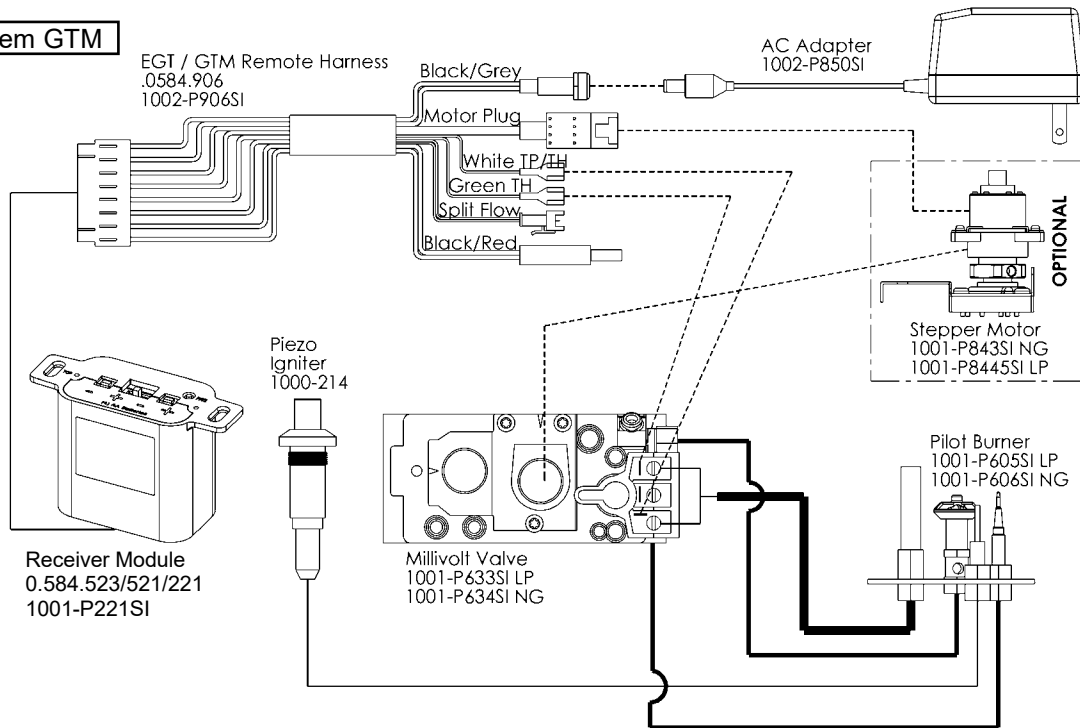 em GTM
EGT / GTM Remote Harness
.0584.906
1002-P906SI
Black/Grey
Motor Plug
White TP/TH
Green TH
Split Flow
Black/Red
AC Adapter
1002-P850SI
OPTIONAL
Stepper Motor
1001-P843SI NG
1001-P8445SI LP
Piezo
Igniter
1000-214
Receiver Module
0.584.523/521/221
1001-P221SI
Millivolt Valve
1001-P633SI LP
1001-P634SI NG
Pilot Burner
1001-P605SI LP
1001-P606SI NG